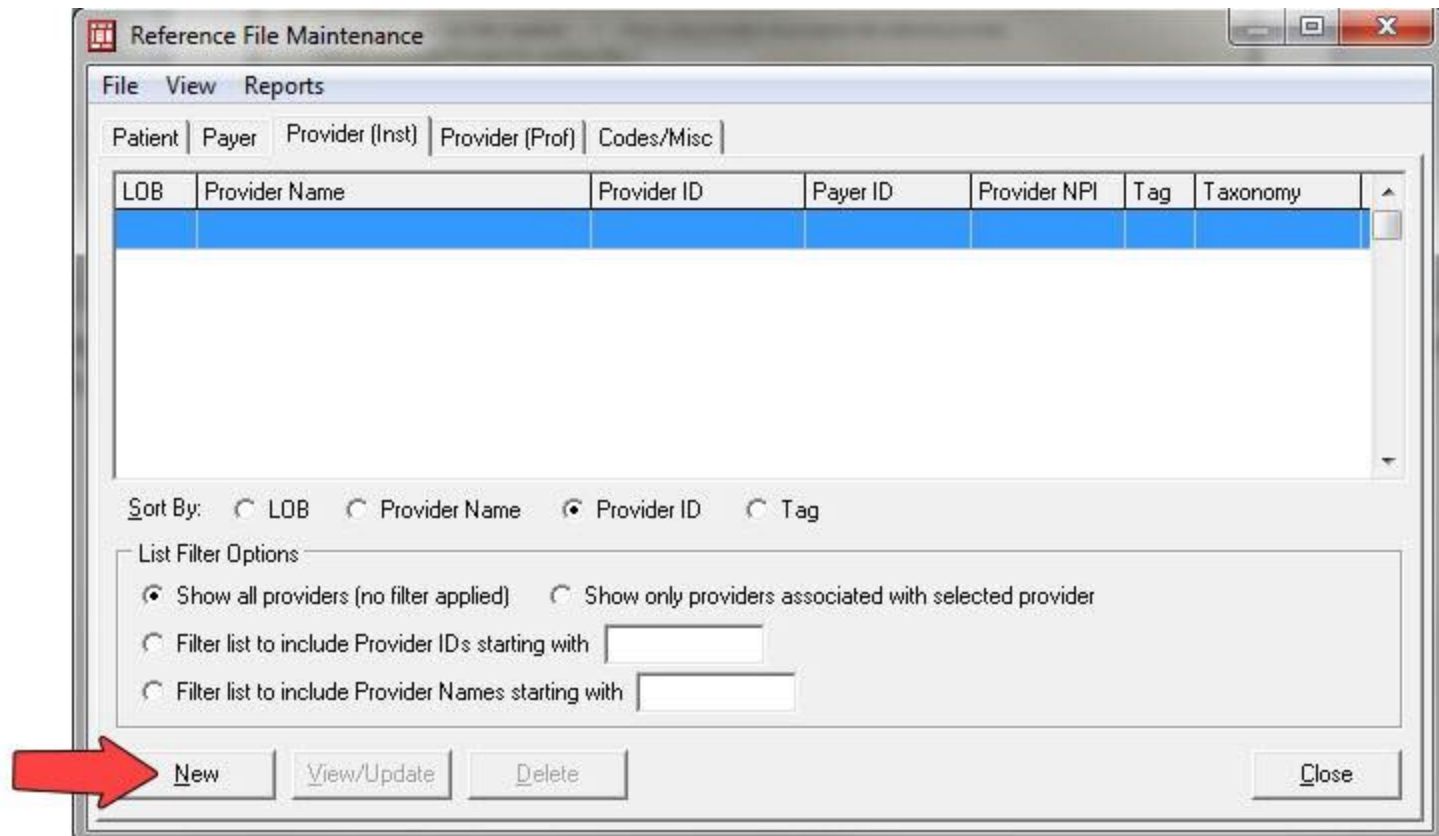 Reference File Maintenance
File View Reports
Patient Payer Provider (Inst) Provider (Prof) Codes/Misc
LOB Provider Name Provider ID Payer ID Provider NPI Tag Taxonomy
Sort By: LOB Provider Name Provider ID Tag
List Filter Options
Show all providers (no filter applied) Show only providers associated with selected provider
Filter list to include Provider IDs starting with
Filter list to include Provider Names starting with
New View/Update Delete Close